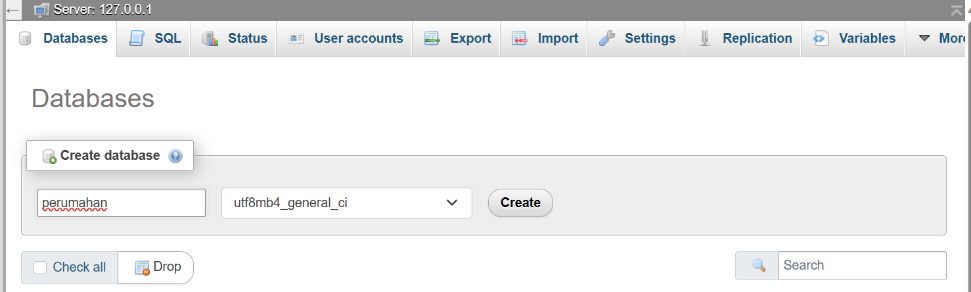 Server: 127.0.0.1
Databases SQL Status User accounts Export Import Settings Replication Variables More
Databases
Create database
perumahan utf8mb4_general_ci Create
Check all Drop Search